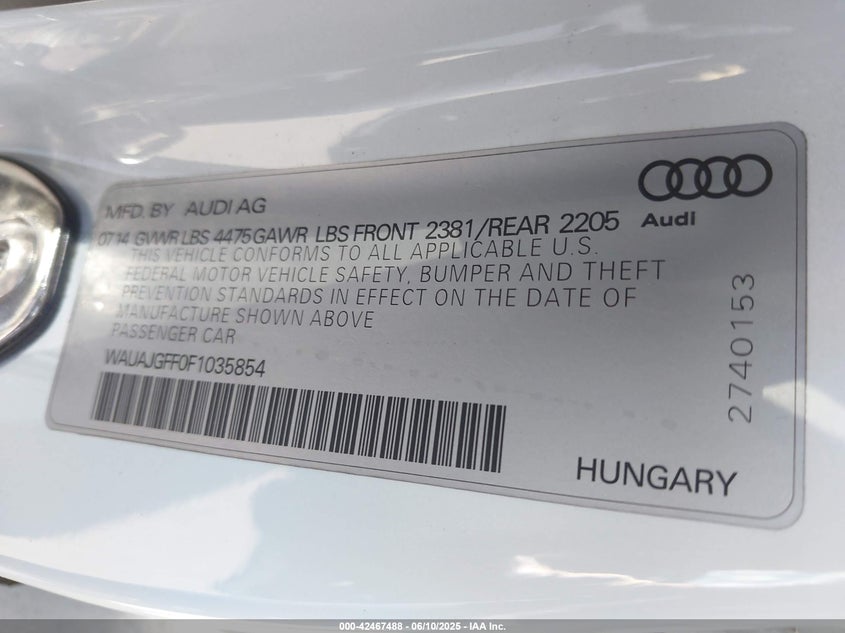 MFD. BY AUDI AG
Audi
07 14 GVWR LBS 4475 GAWR LBS FRONT 2381/REAR 2205
THIS VEHICLE CONFORMS TO ALL APPLICABLE U.S.
FEDERAL MOTOR VEHICLE SAFETY, BUMPER AND THEFT
PREVENTION STANDARDS IN EFFECT ON THE DATE OF
MANUFACTURE SHOWN ABOVE
PASSENGER CAR
WAUAJGFF0F1035854
2740153
HUNGARY
000-42467488 - 06/10/2025 - IAA Inc.